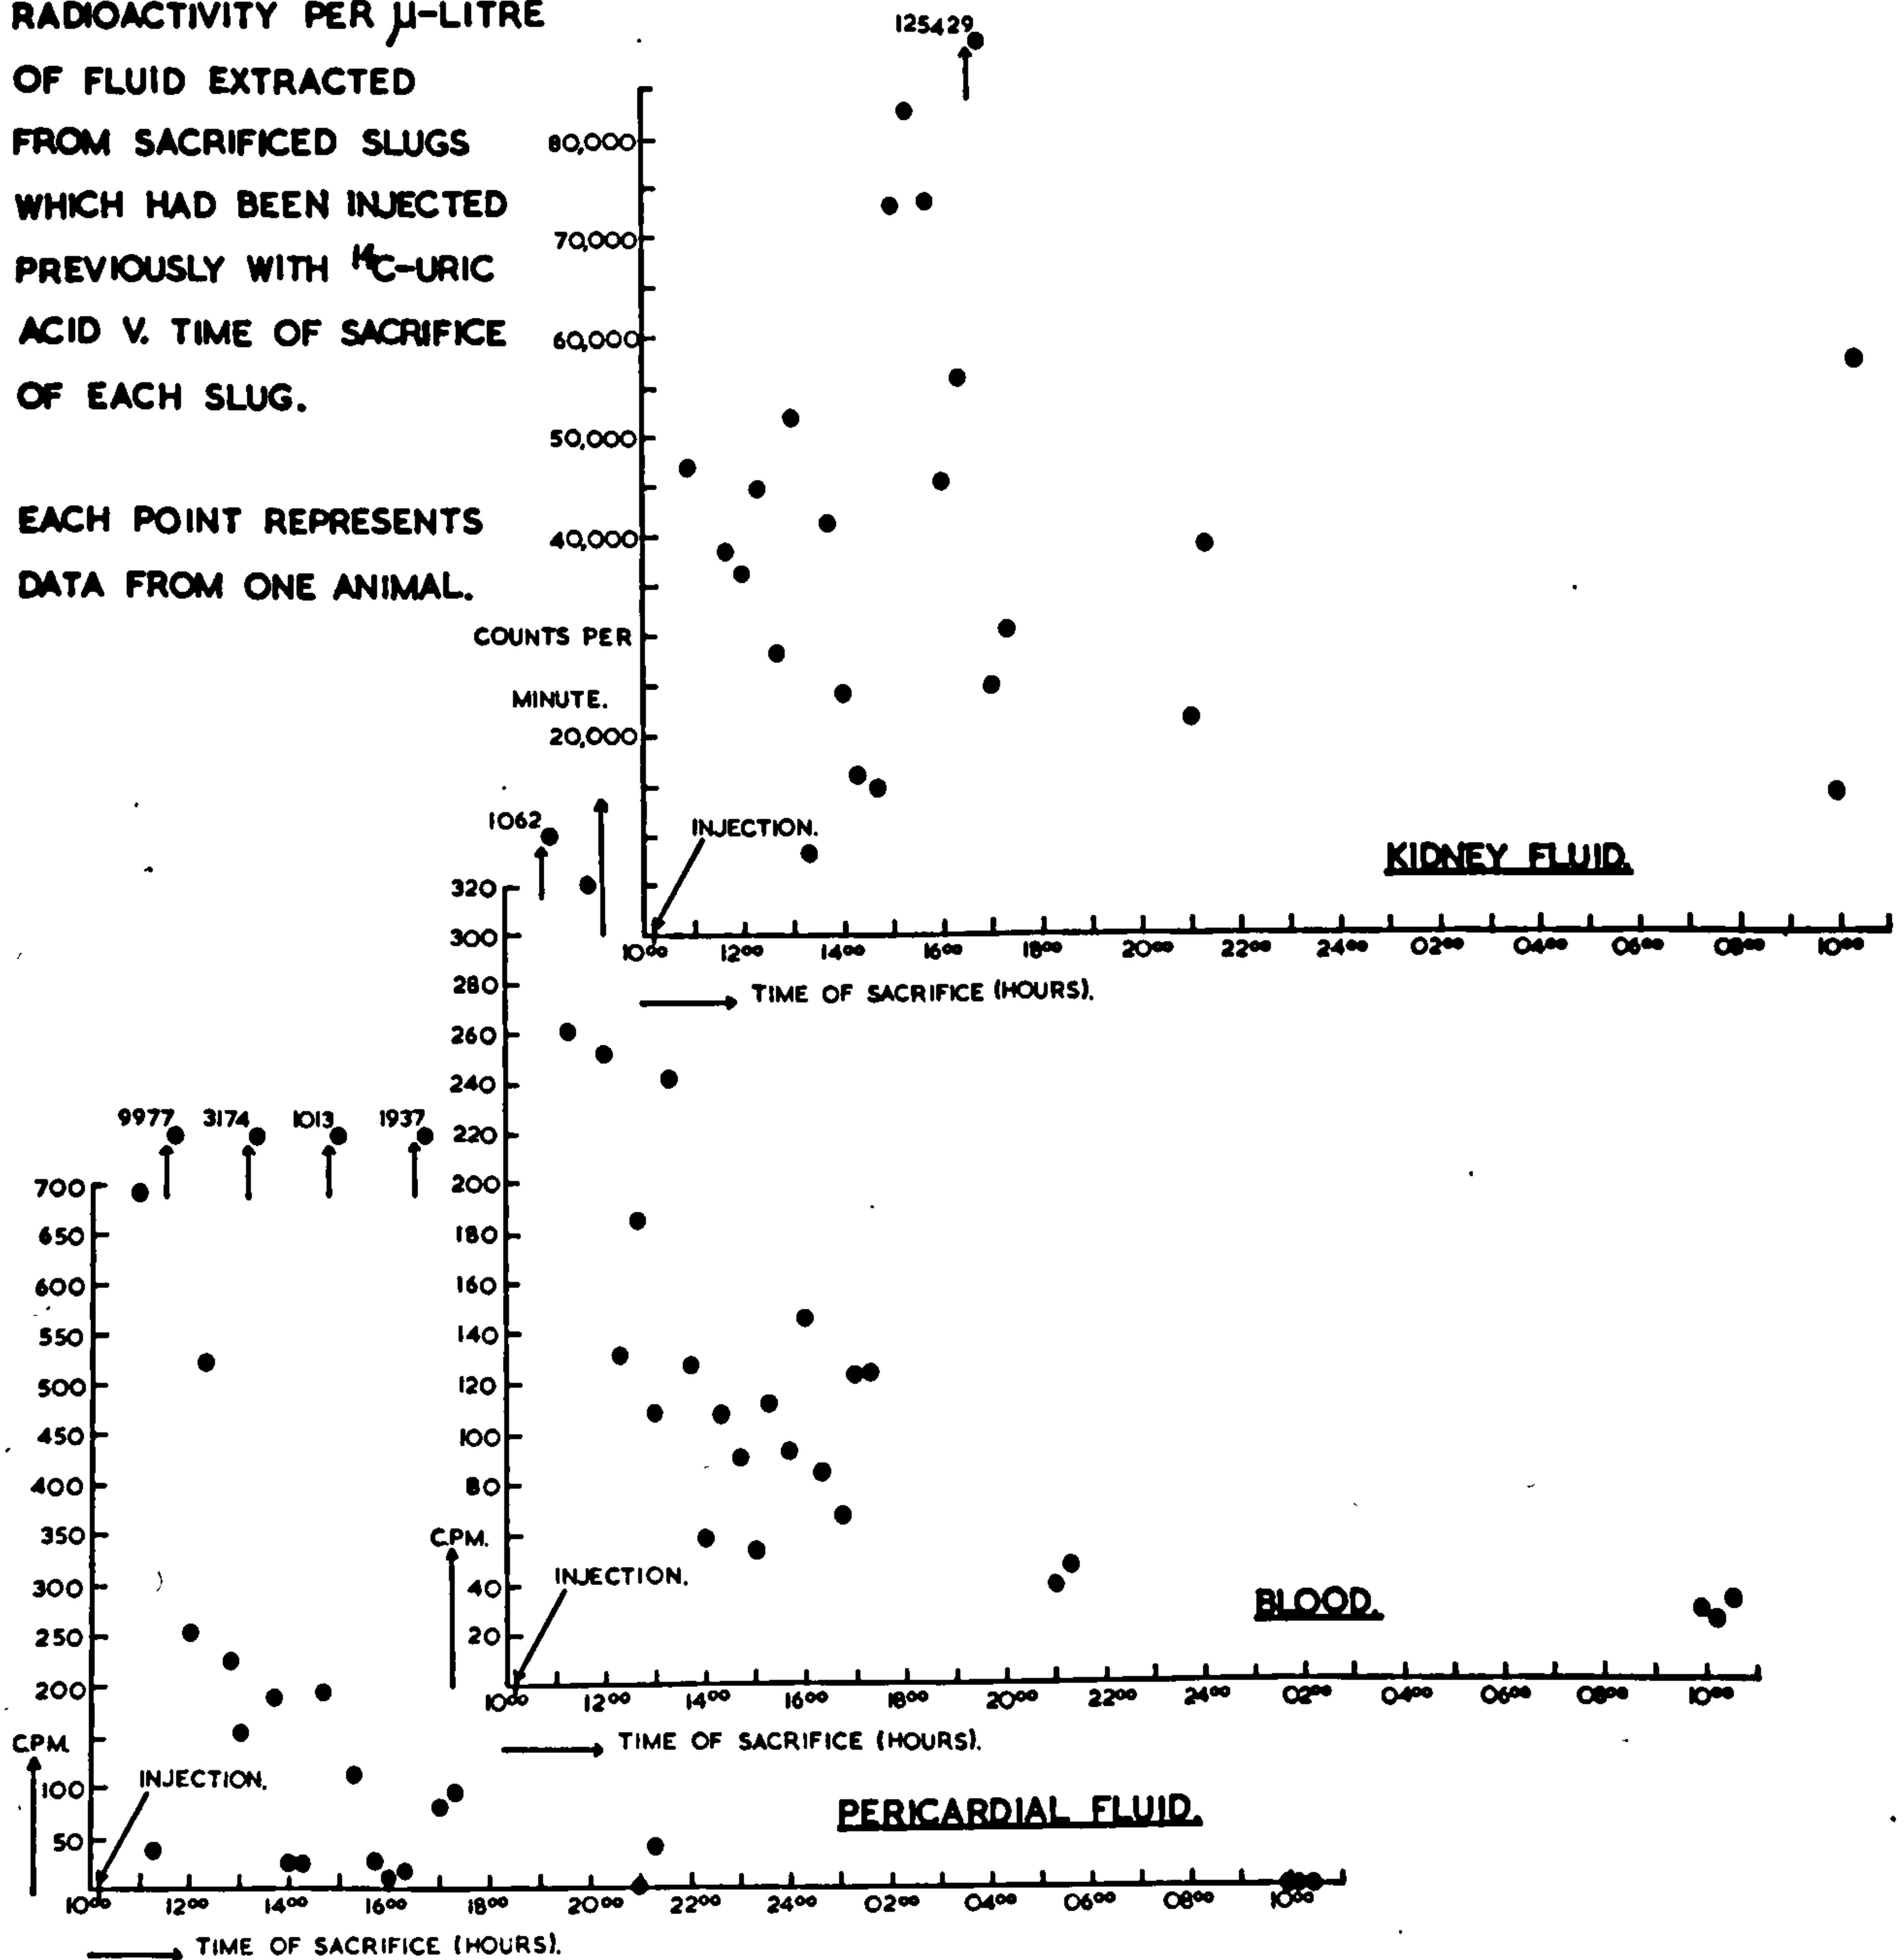 RADIOACTIVITY PER µ-LITRE
OF FLUID EXTRACTED
FROM SACRIFICED SLUGS
WHICH HAD BEEN INJECTED
PREVIOUSLY WITH ¹⁴C-URIC
ACID V. TIME OF SACRIFICE
OF EACH SLUG.
EACH POINT REPRESENTS
DATA FROM ONE ANIMAL.
125429
80,000
70,000
60,000
50,000
40,000
COUNTS PER
MINUTE.
20,000
INJECTION.
KIDNEY FLUID.
10⁰⁰ 12⁰⁰ 14⁰⁰ 16⁰⁰ 18⁰⁰ 20⁰⁰ 22⁰⁰ 24⁰⁰ 02⁰⁰ 04⁰⁰ 06⁰⁰ 08⁰⁰ 10⁰⁰
TIME OF SACRIFICE (HOURS).
1062
320
300
280
260
240
220
200
180
160
140
120
100
80
C.P.M.
40
20
INJECTION.
BLOOD.
10⁰⁰ 12⁰⁰ 14⁰⁰ 16⁰⁰ 18⁰⁰ 20⁰⁰ 22⁰⁰ 24⁰⁰ 02⁰⁰ 04⁰⁰ 06⁰⁰ 08⁰⁰ 10⁰⁰
TIME OF SACRIFICE (HOURS).
9977 3174 1013 1937
700
650
600
550
500
450
400
350
300
250
200
C.P.M.
100
50
INJECTION.
PERICARDIAL FLUID.
10⁰⁰ 12⁰⁰ 14⁰⁰ 16⁰⁰ 18⁰⁰ 20⁰⁰ 22⁰⁰ 24⁰⁰ 02⁰⁰ 04⁰⁰ 06⁰⁰ 08⁰⁰ 10⁰⁰
TIME OF SACRIFICE (HOURS).